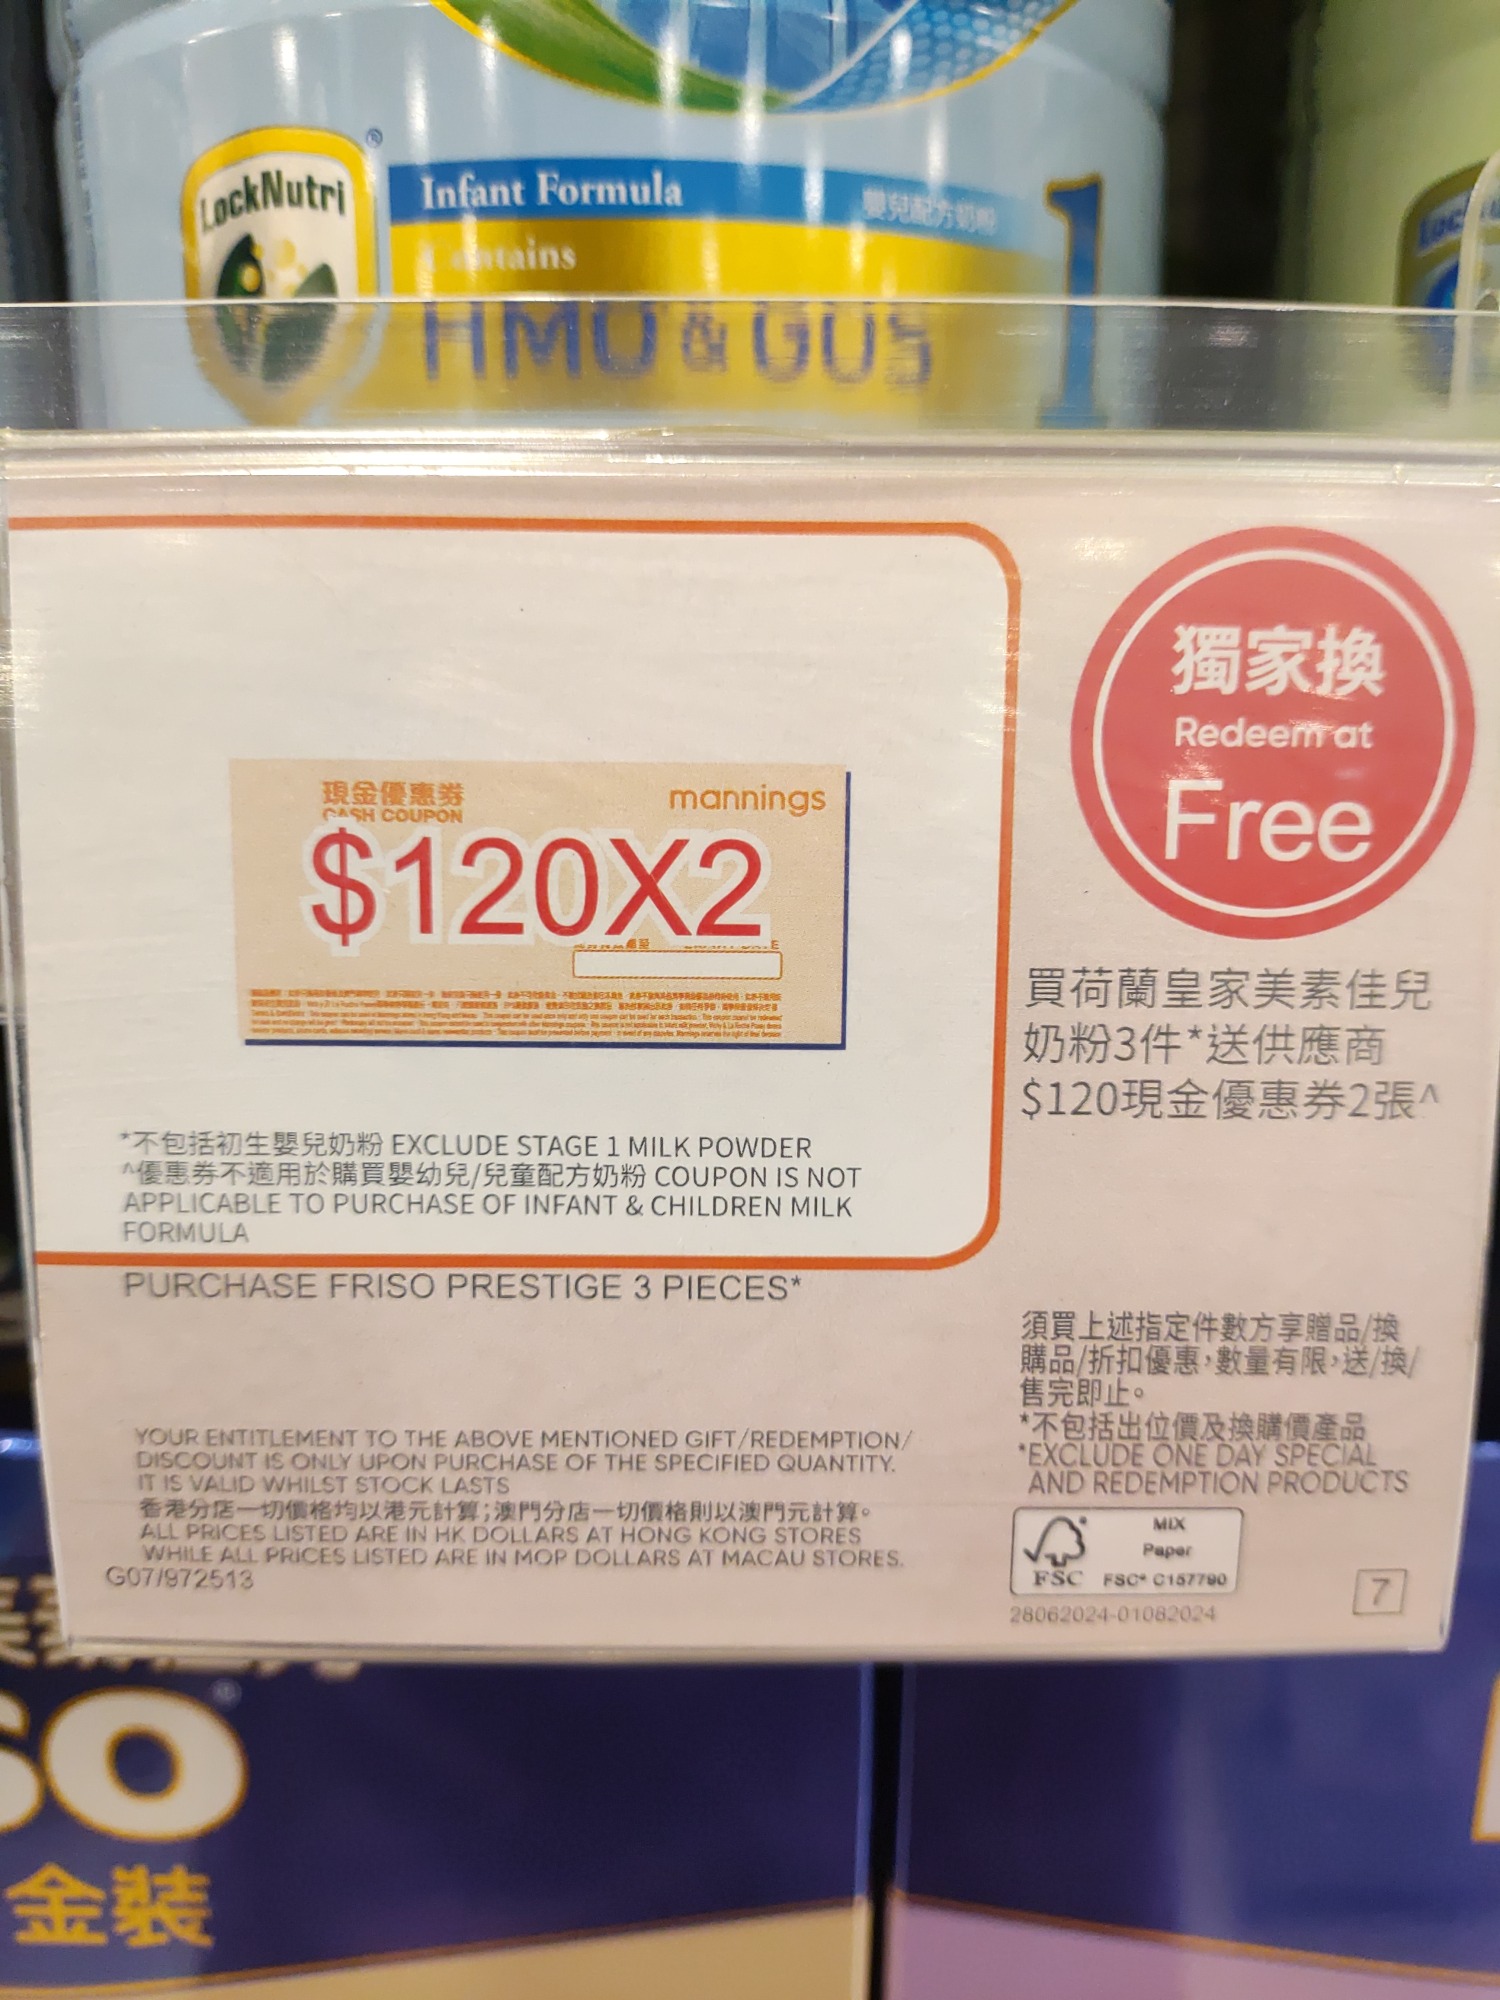 LockNutri
®
Infant Formula
嬰兒配方奶粉
1
Contains
HMO & GOS
獨家換
Redeem at
Free
現金優惠券
mannings
CASH COUPON
$120X2
買荷蘭皇家美素佳兒
奶粉3件*送供應商
$120現金優惠券2張^
*不包括初生嬰兒奶粉 EXCLUDE STAGE 1 MILK POWDER
^優惠券不適用於購買嬰幼兒/兒童配方奶粉 COUPON IS NOT
APPLICABLE TO PURCHASE OF INFANT & CHILDREN MILK
FORMULA
PURCHASE FRISO PRESTIGE 3 PIECES*
須買上述指定件數方享贈品/換
購品/折扣優惠，數量有限，送/換/
售完即止。
*不包括出位價及換購價產品
*EXCLUDE ONE DAY SPECIAL
AND REDEMPTION PRODUCTS
YOUR ENTITLEMENT TO THE ABOVE MENTIONED GIFT/REDEMPTION/
DISCOUNT IS ONLY UPON PURCHASE OF THE SPECIFIED QUANTITY.
IT IS VALID WHILST STOCK LASTS
香港分店一切價格均以港元計算；澳門分店一切價格則以澳門元計算。
ALL PRICES LISTED ARE IN HK DOLLARS AT HONG KONG STORES
WHILE ALL PRICES LISTED ARE IN MOP DOLLARS AT MACAU STORES.
G07/972513
MIX
Paper
FSC
FSC® C157790
28062024-01082024
7
SO
®
金裝